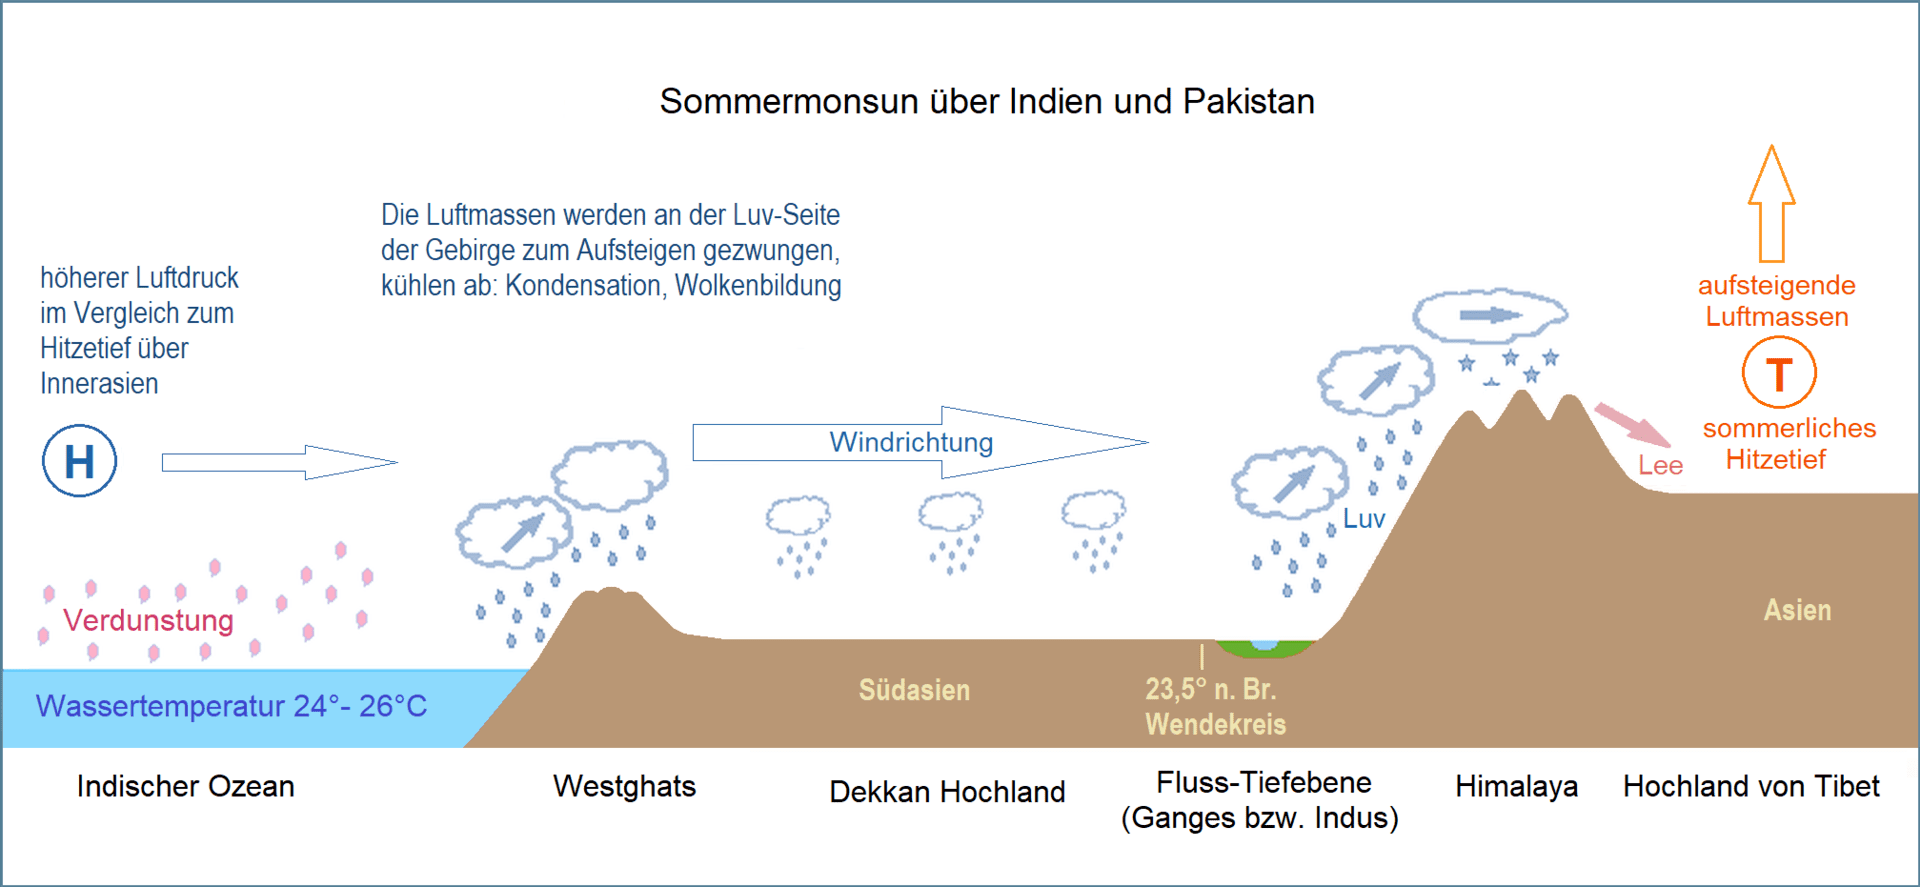 Sommermonsun über Indien und Pakistan
Die Luftmassen werden an der Luv-Seite
der Gebirge zum Aufsteigen gezwungen,
kühlen ab: Kondensation, Wolkenbildung
höherer Luftdruck
im Vergleich zum
Hitzetief über
Innerasien
H
Windrichtung
aufsteigende
Luftmassen
T
sommerliches
Hitzetief
Lee
Luv
Verdunstung
Wassertemperatur 24°- 26°C
Südasien
23,5° n. Br.
Wendekreis
Asien
Indischer Ozean
Westghats
Dekkan Hochland
Fluss-Tiefebene
(Ganges bzw. Indus)
Himalaya
Hochland von Tibet